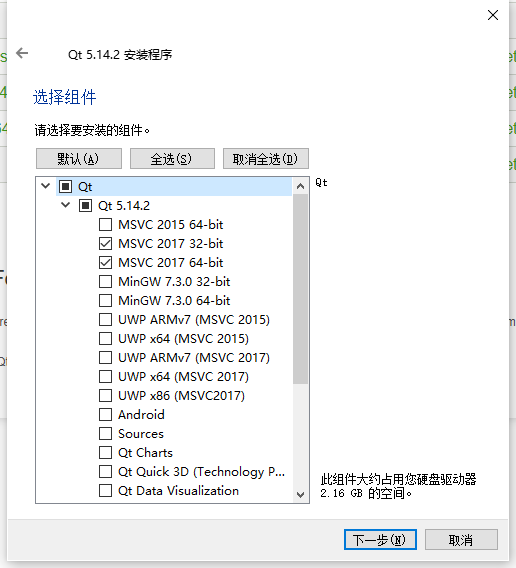 Qt 5.14.2 安装程序
选择组件
请选择要安装的组件。
默认(A)
全选(S)
取消全选(D)
Qt
Qt
Qt 5.14.2
MSVC 2015 64-bit
MSVC 2017 32-bit
MSVC 2017 64-bit
MinGW 7.3.0 32-bit
MinGW 7.3.0 64-bit
UWP ARMv7 (MSVC 2015)
UWP x64 (MSVC 2015)
UWP ARMv7 (MSVC 2017)
UWP x64 (MSVC 2017)
UWP x86 (MSVC2017)
Android
Sources
Qt Charts
Qt Quick 3D (Technology P...
Qt Data Visualization
此组件大约占用您硬盘驱动器
2.16 GB 的空间。
下一步(N)
取消